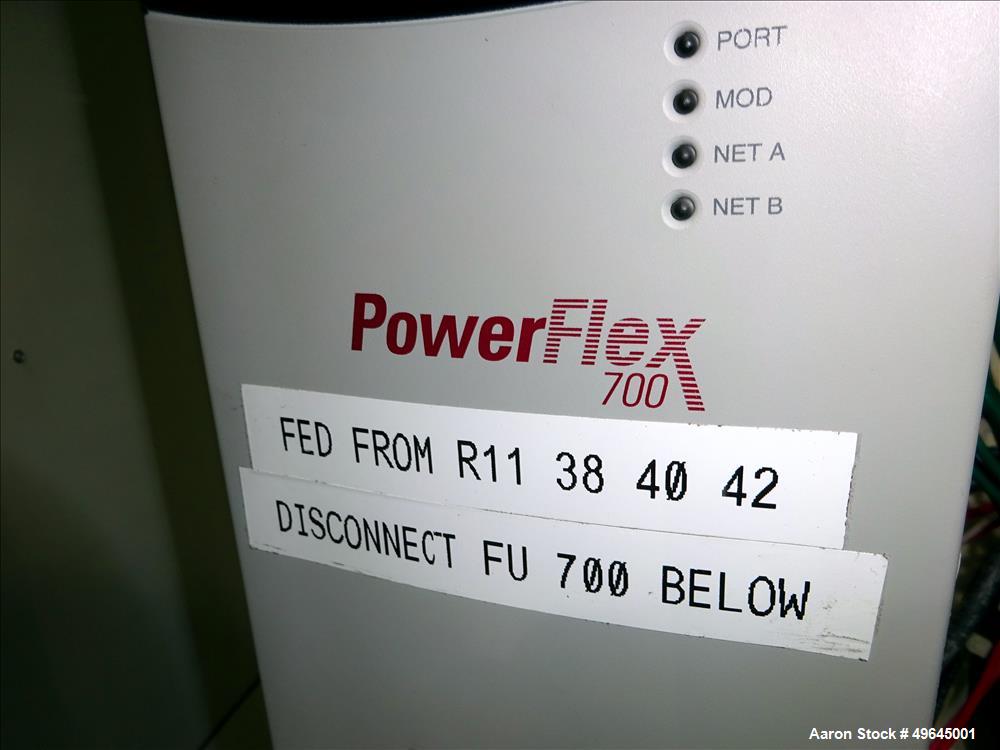 PORT
MOD
NET A
NET B
PowerFlex
700
FED FROM R11 38 40 42
DISCONNECT FU 700 BELOW
Aaron Stock # 49645001